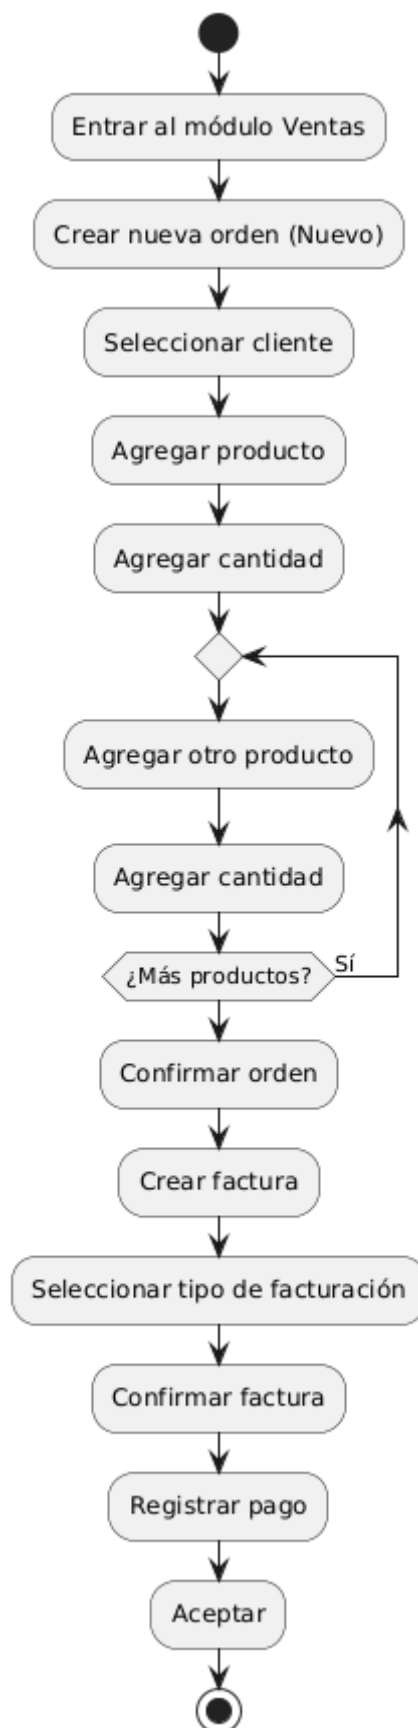 Entrar al módulo Ventas
Crear nueva orden (Nuevo)
Seleccionar cliente
Agregar producto
Agregar cantidad
Agregar otro producto
Agregar cantidad
¿Más productos?
Sí
Confirmar orden
Crear factura
Seleccionar tipo de facturación
Confirmar factura
Registrar pago
Aceptar